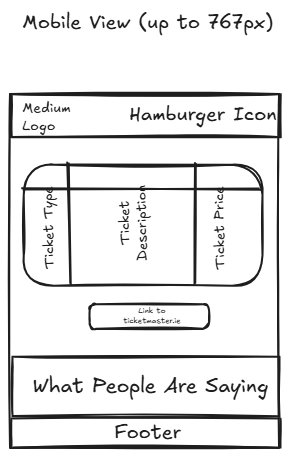 Mobile View (up to 767px)
Medium
Logo
Hamburger Icon
Ticket Type
Ticket
Description
Ticket Price
Link to
ticketmaster.ie
What People Are Saying
Footer